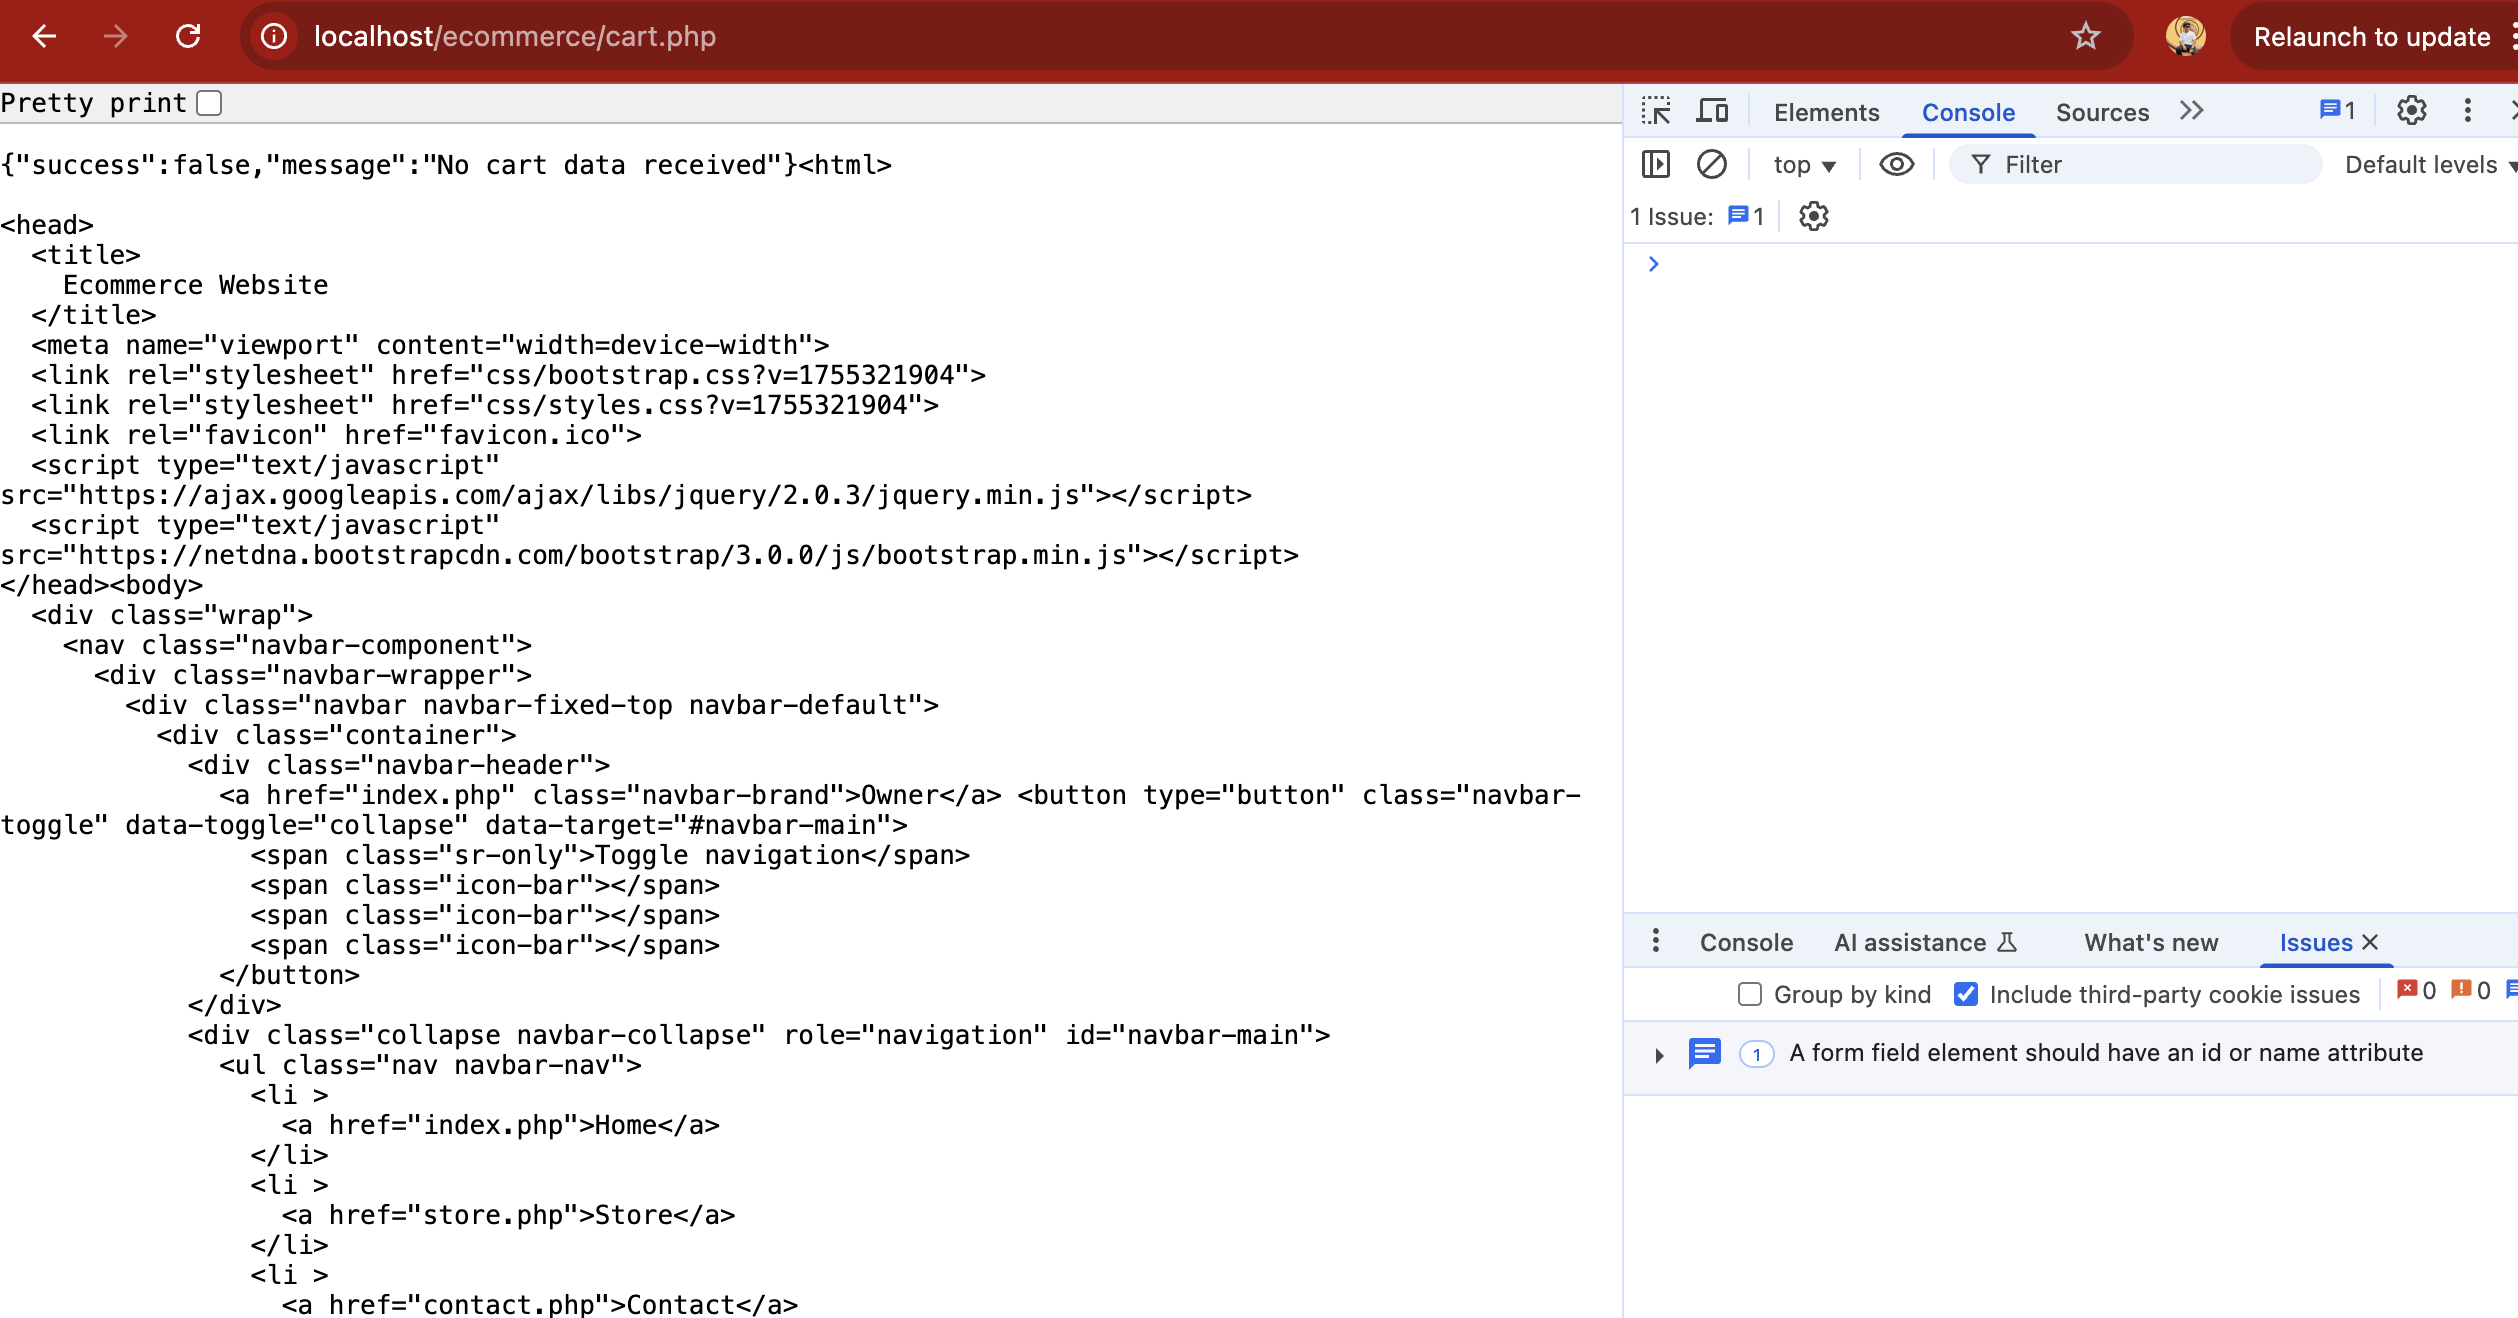 localhost/ecommerce/cart.php
Relaunch to update
Pretty print
{"success":false,"message":"No cart data received"}<html>
<head>
  <title>
    Ecommerce Website
  </title>
  <meta name="viewport" content="width=device-width">
  <link rel="stylesheet" href="css/bootstrap.css?v=1755321904">
  <link rel="stylesheet" href="css/styles.css?v=1755321904">
  <link rel="favicon" href="favicon.ico">
  <script type="text/javascript"
src="https://ajax.googleapis.com/ajax/libs/jquery/2.0.3/jquery.min.js"></script>
  <script type="text/javascript"
src="https://netdna.bootstrapcdn.com/bootstrap/3.0.0/js/bootstrap.min.js"></script>
</head><body>
  <div class="wrap">
    <nav class="navbar-component">
      <div class="navbar-wrapper">
        <div class="navbar navbar-fixed-top navbar-default">
          <div class="container">
            <div class="navbar-header">
              <a href="index.php" class="navbar-brand">Owner</a> <button type="button" class="navbar-
toggle" data-toggle="collapse" data-target="#navbar-main">
                <span class="sr-only">Toggle navigation</span>
                <span class="icon-bar"></span>
                <span class="icon-bar"></span>
                <span class="icon-bar"></span>
              </button>
            </div>
            <div class="collapse navbar-collapse" role="navigation" id="navbar-main">
              <ul class="nav navbar-nav">
                <li >
                  <a href="index.php">Home</a>
                </li>
                <li >
                  <a href="store.php">Store</a>
                </li>
                <li >
                  <a href="contact.php">Contact</a>
Elements Console Sources 1
top Filter Default levels
1 Issue: 1
Console AI assistance What's new Issues
Group by kind Include third-party cookie issues 0 0
1 A form field element should have an id or name attribute